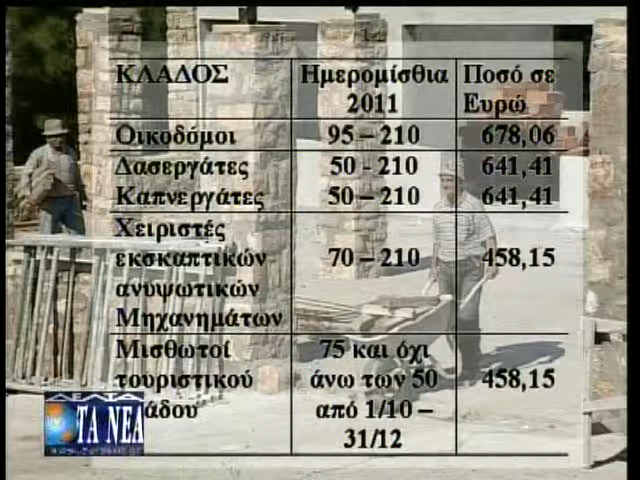 ΚΛΑΔΟΣ Ημερομίσθια 2011 Ποσό σε Ευρώ
Οικοδόμοι 95 – 210 678,06
Δασεργάτες 50 - 210 641,41
Καπνεργάτες 50 – 210 641,41
Χειριστές
εκσκαπτικών 70 – 210 458,15
ανυψωτικών
Μηχανημάτων
Μισθωτοί 75 και όχι
τουριστικού άνω των 50 458,15
άδου από 1/10 –
31/12
ΔΕΛΤΑ
ΤΑ ΝΕΑ